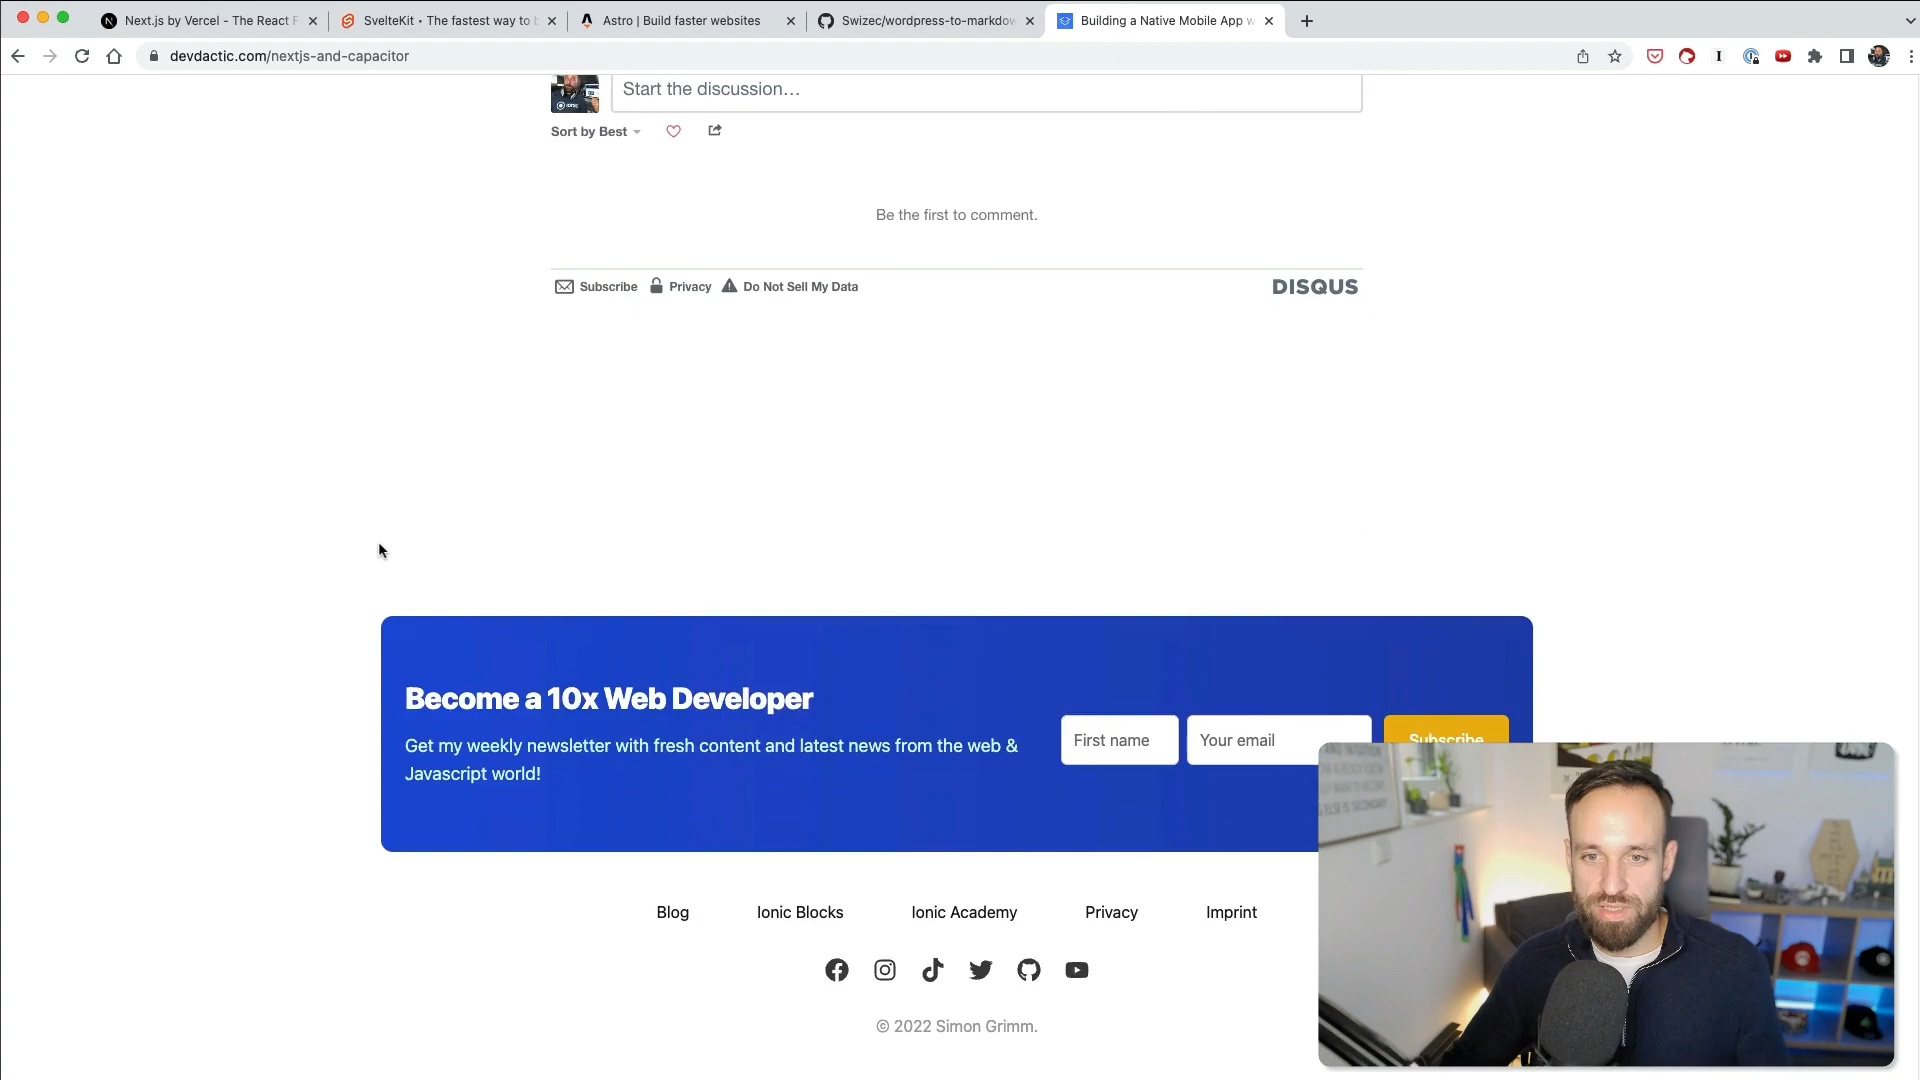 Next.js by Vercel - The React F
SvelteKit • The fastest way to b
Astro | Build faster websites
Swizec/wordpress-to-markdow
Building a Native Mobile App w
devdactic.com/nextjs-and-capacitor
Start the discussion…
Sort by Best
Be the first to comment.
Subscribe
Privacy
Do Not Sell My Data
DISQUS
Become a 10x Web Developer
Get my weekly newsletter with fresh content and latest news from the web &
Javascript world!
First name
Your email
Subscribe
Blog
Ionic Blocks
Ionic Academy
Privacy
Imprint
© 2022 Simon Grimm.